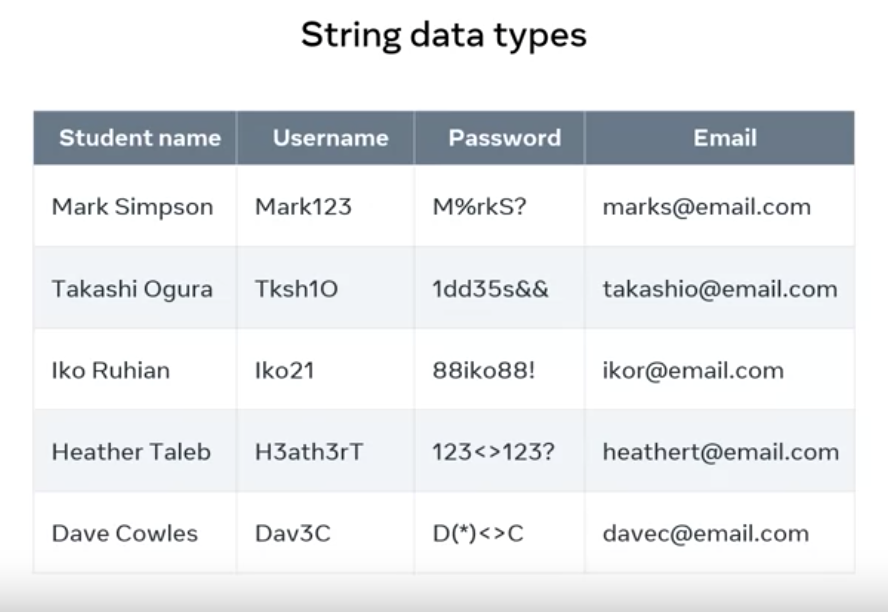 String data types
Student name Username Password Email
Mark Simpson Mark123 M%rkS? marks@email.com
Takashi Ogura Tksh1O 1dd35s&& takashio@email.com
Iko Ruhian Iko21 88iko88! ikor@email.com
Heather Taleb H3ath3rT 123<>123? heathert@email.com
Dave Cowles Dav3C D(*)<>C davec@email.com